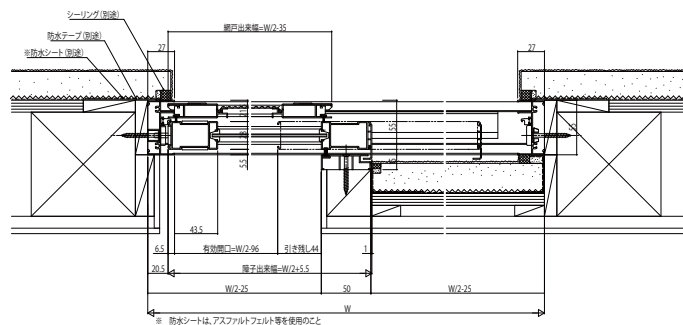 シーリング(別途)
防水テープ(別途)
※防水シート(別途)
27
網戸出来幅=W/2-35
27
55
55
43.5
6.5
有効開口=W/2-96
引き残し44
1
20.5
障子出来幅=W/2+5.5
W/2-25
50
W/2-25
W
※ 防水シートは、アスファルトフェルト等を使用のこと